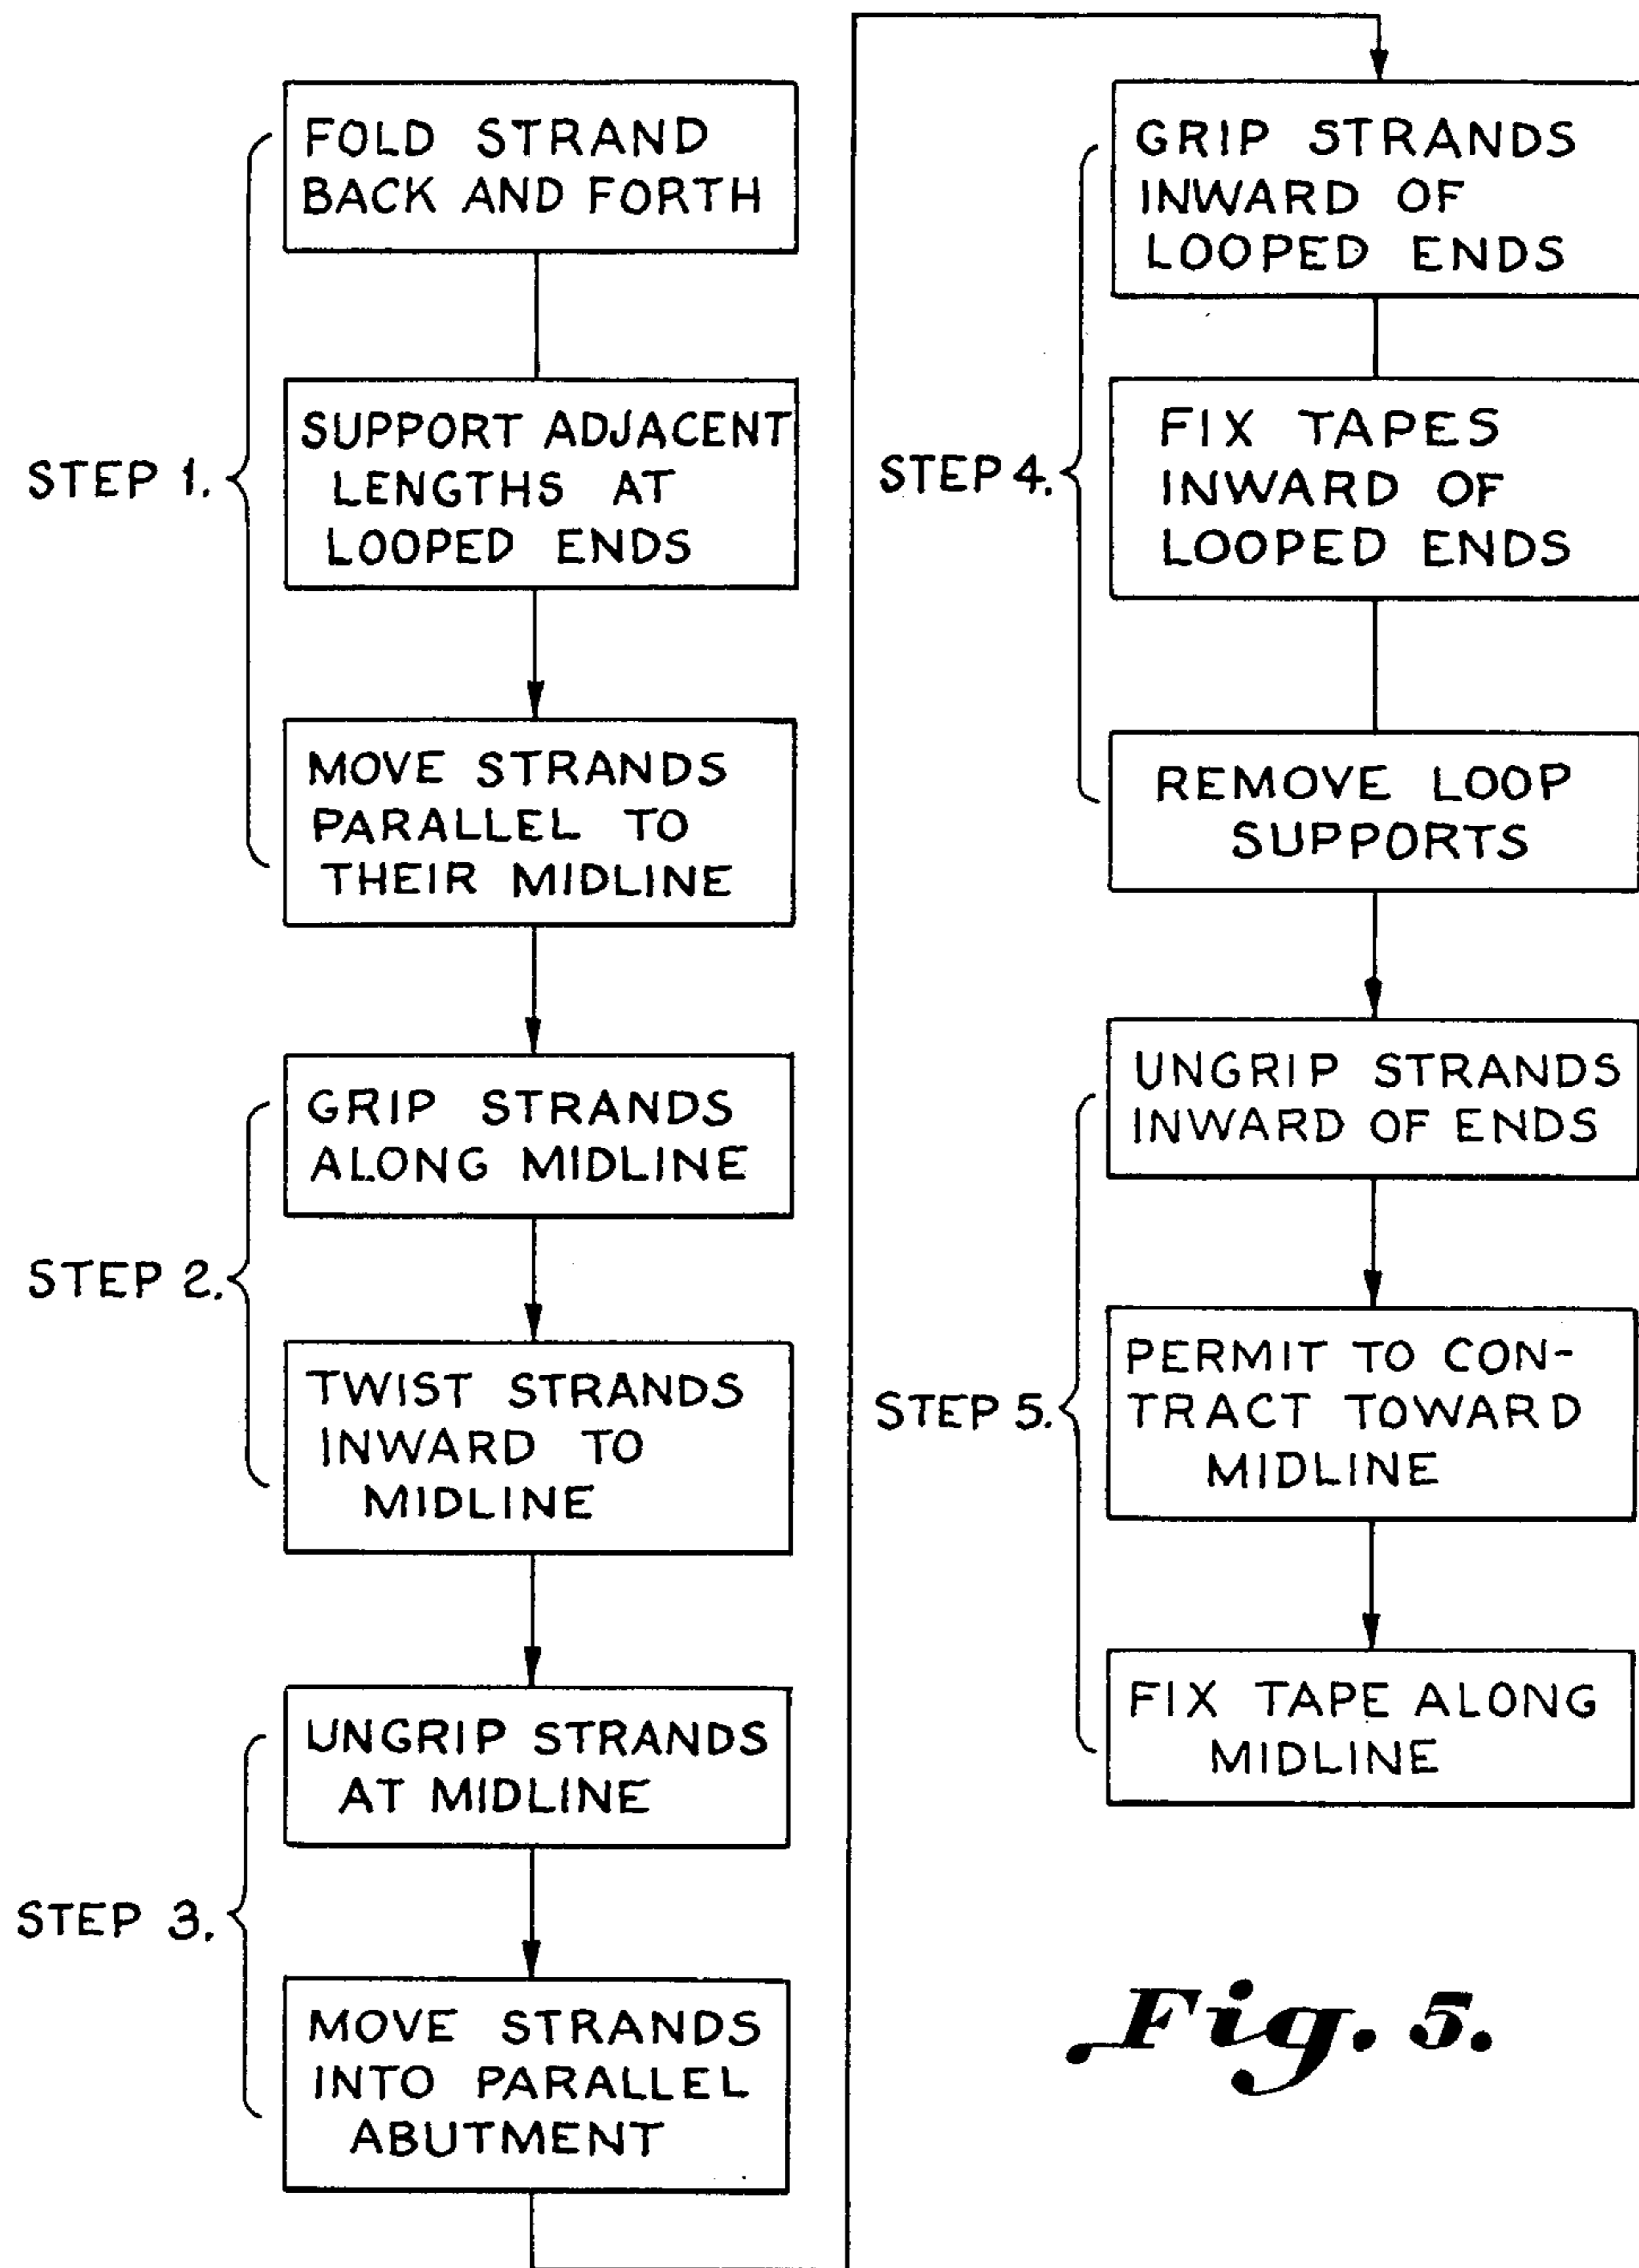 FOLD STRAND
BACK AND FORTH
STEP 1.
SUPPORT ADJACENT
LENGTHS AT
LOOPED ENDS
MOVE STRANDS
PARALLEL TO
THEIR MIDLINE
STEP 2.
GRIP STRANDS
ALONG MIDLINE
TWIST STRANDS
INWARD TO
MIDLINE
STEP 3.
UNGRIP STRANDS
AT MIDLINE
MOVE STRANDS
INTO PARALLEL
ABUTMENT
STEP 4.
GRIP STRANDS
INWARD OF
LOOPED ENDS
FIX TAPES
INWARD OF
LOOPED ENDS
REMOVE LOOP
SUPPORTS
STEP 5.
UNGRIP STRANDS
INWARD OF ENDS
PERMIT TO CON-
TRACT TOWARD
MIDLINE
FIX TAPE ALONG
MIDLINE
Fig. 5.